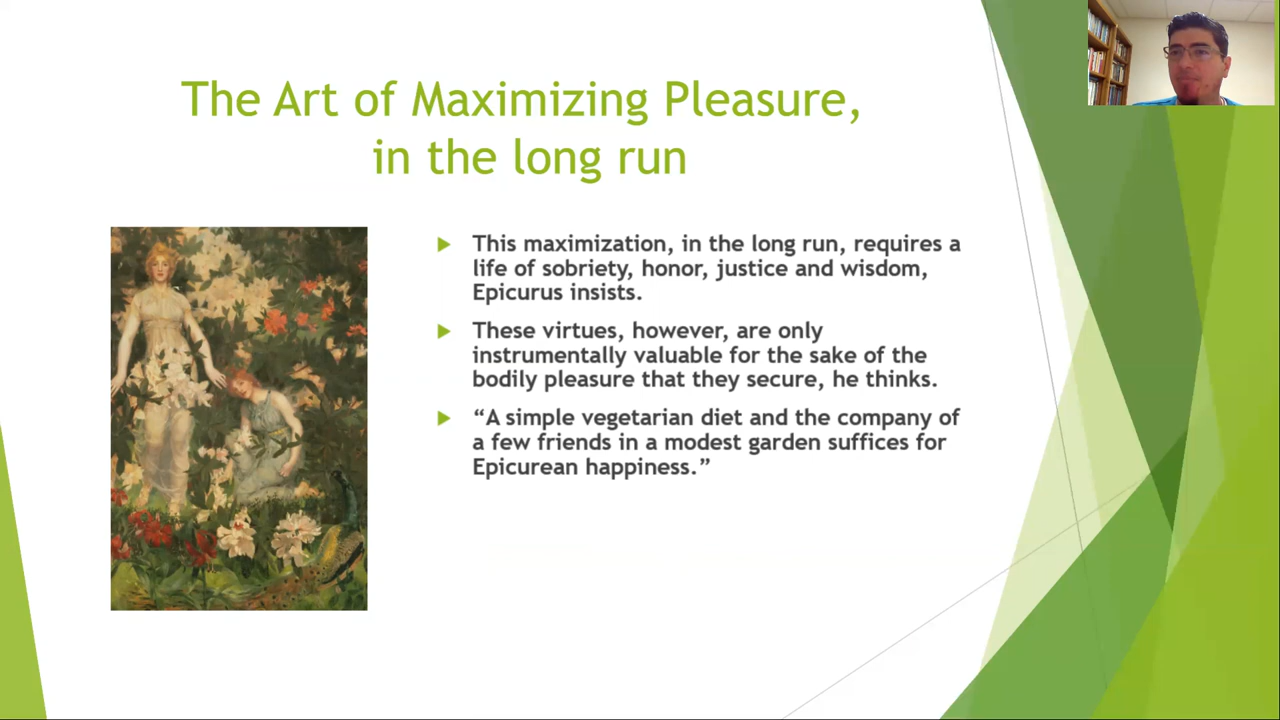 The Art of Maximizing Pleasure,
in the long run
This maximization, in the long run, requires a
life of sobriety, honor, justice and wisdom,
Epicurus insists.
These virtues, however, are only
instrumentally valuable for the sake of the
bodily pleasure that they secure, he thinks.
“A simple vegetarian diet and the company of
a few friends in a modest garden suffices for
Epicurean happiness.”